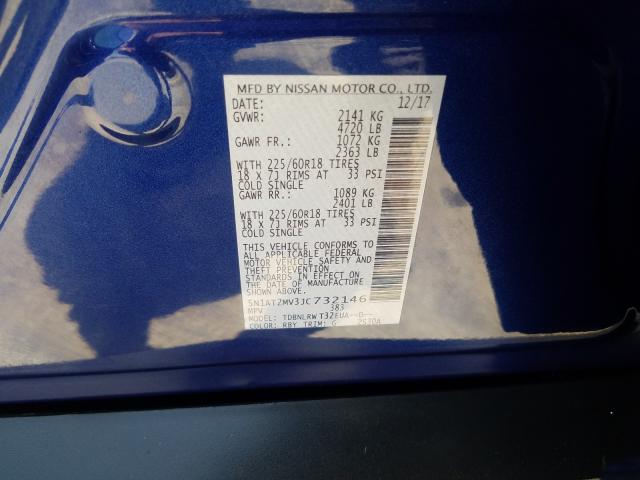 MFD BY NISSAN MOTOR CO., LTD.
DATE: 12/17
GVWR: 2141 KG
4720 LB
GAWR FR.: 1072 KG
2363 LB
WITH 225/60R18 TIRES
18 X 7J RIMS AT 33 PSI
COLD SINGLE
GAWR RR.: 1089 KG
2401 LB
WITH 225/60R18 TIRES
18 X 7J RIMS AT 33 PSI
COLD SINGLE
THIS VEHICLE CONFORMS TO
ALL APPLICABLE FEDERAL
MOTOR VEHICLE SAFETY AND
THEFT PREVENTION
STANDARDS IN EFFECT ON
DATE OF MANUFACTURE
SHOWN ABOVE.
5N1AT2MV3JC732146
MPV 383
MODEL: TDBNLRW T32EUA--D--
COLOR: RBY TRIM: G 2530A